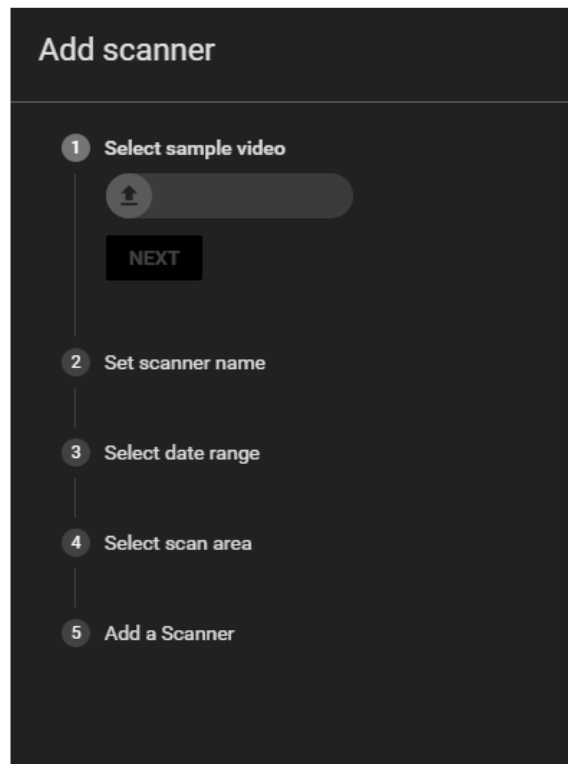 Add scanner
1 Select sample video
NEXT
2 Set scanner name
3 Select date range
4 Select scan area
5 Add a Scanner